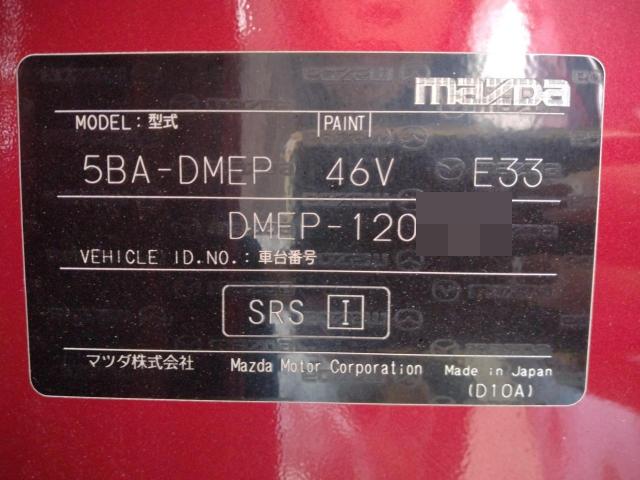 mazda
MODEL：型式 PAINT
5BA-DMEP 46V E33
DMEP-120
VEHICLE ID.NO.：車台番号
SRS I
マツダ株式会社 Mazda Motor Corporation Made in Japan
(D10A)